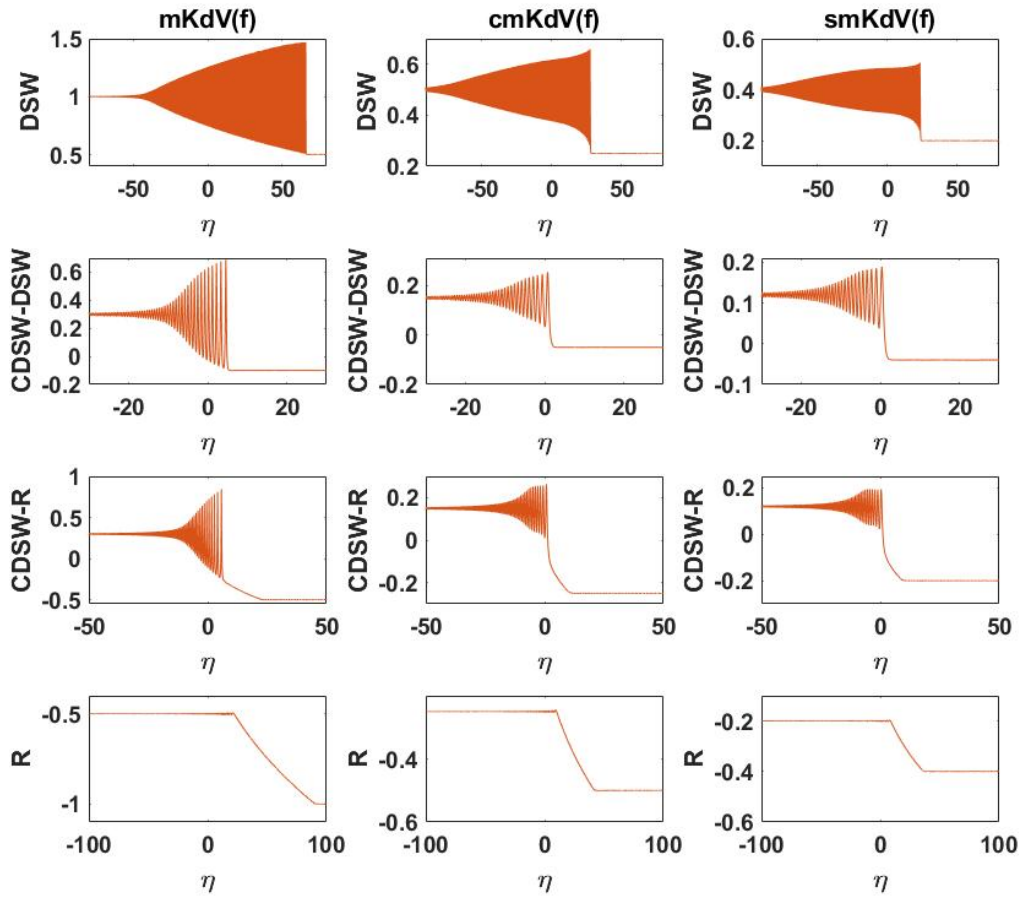 mKdV(f) cmKdV(f) smKdV(f)
DSW 1.5 1 0.5 -50 0 50 η
DSW 0.6 0.4 0.2 -50 0 50 η
DSW 0.6 0.4 0.2 -50 0 50 η
CDSW-DSW 0.6 0.4 0.2 0 -0.2 -20 0 20 η
CDSW-DSW 0.2 0 -0.2 -20 0 20 η
CDSW-DSW 0.2 0.1 0 -0.1 -20 0 20 η
CDSW-R 1 0.5 0 -0.5 -50 0 50 η
CDSW-R 0.2 0 -0.2 -50 0 50 η
CDSW-R 0.2 0 -0.2 -50 0 50 η
R -0.5 -1 -100 0 100 η
R -0.4 -0.6 -100 0 100 η
R -0.2 -0.4 -0.6 -100 0 100 η